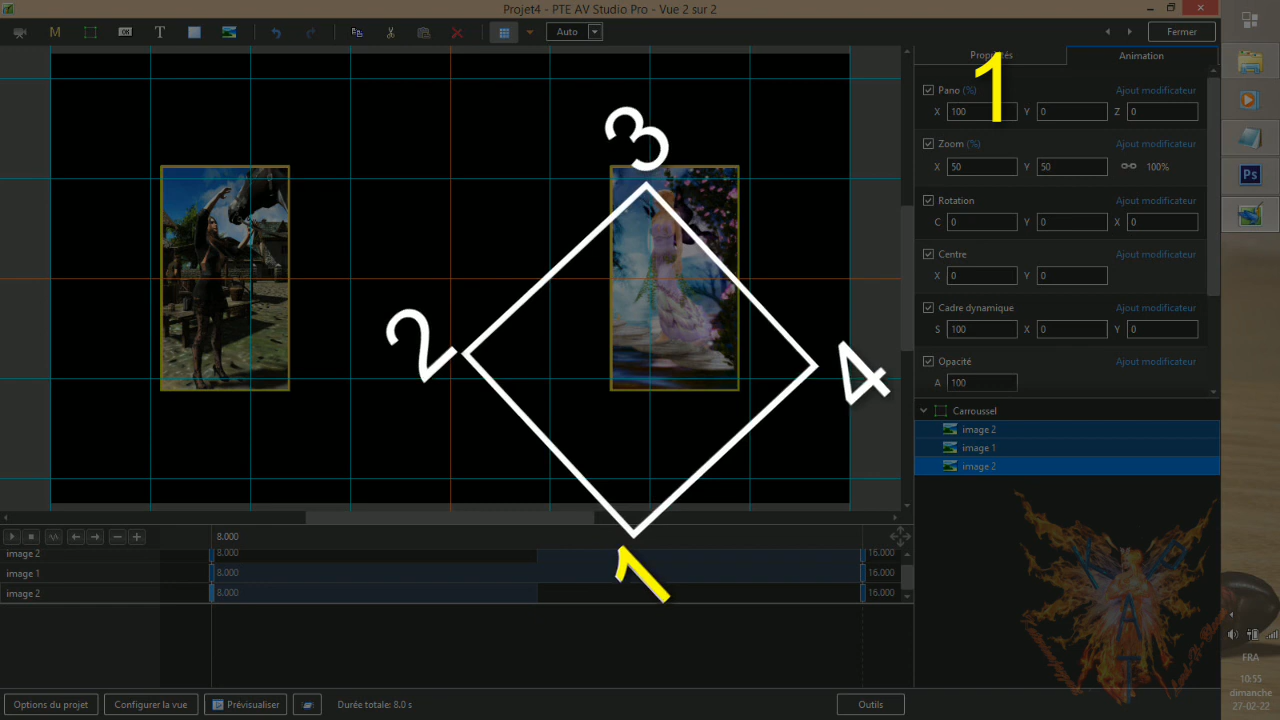 Projet4 - PTE AV Studio Pro - Vue 2 sur 2
M
OK
T
Auto
Fermer
Propriétés
Animation
1
Pano (%)
Ajout modificateur
X 100 Y 0 Z 0
Zoom (%)
Ajout modificateur
X 50 Y 50 100%
Rotation
Ajout modificateur
C 0 Y 0 X 0
Centre
Ajout modificateur
X 0 Y 0
Cadre dynamique
Ajout modificateur
S 100 X 0 Y 0
Opacité
Ajout modificateur
A 100
3
2
4
1
Carroussel
image 2
image 1
image 2
8.000
image 2 8.000 16.000
image 1 8.000 16.000
image 2 8.000 16.000
Options du projet
Configurer la vue
Prévisualiser
Durée totale: 8.0 s
Outils
Ps
FRA
10:55
dimanche
27-02-22